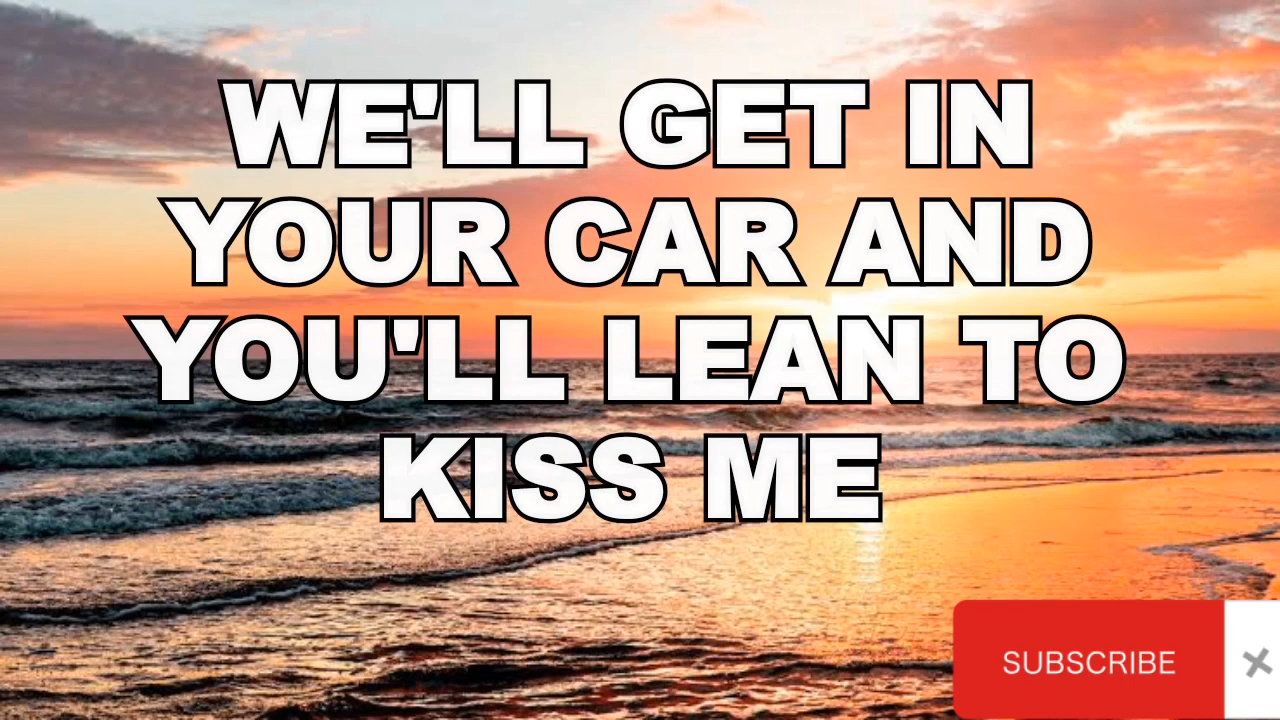 WE'LL GET IN
YOUR CAR AND
YOU'LL LEAN TO
KISS ME
SUBSCRIBE